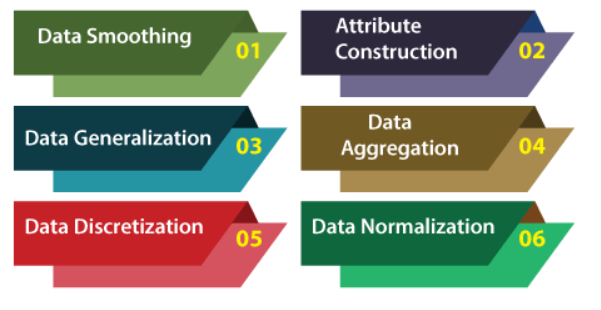 Data Smoothing
01
Attribute
Construction
02
Data Generalization
03
Data
Aggregation
04
Data Discretization
05
Data Normalization
06